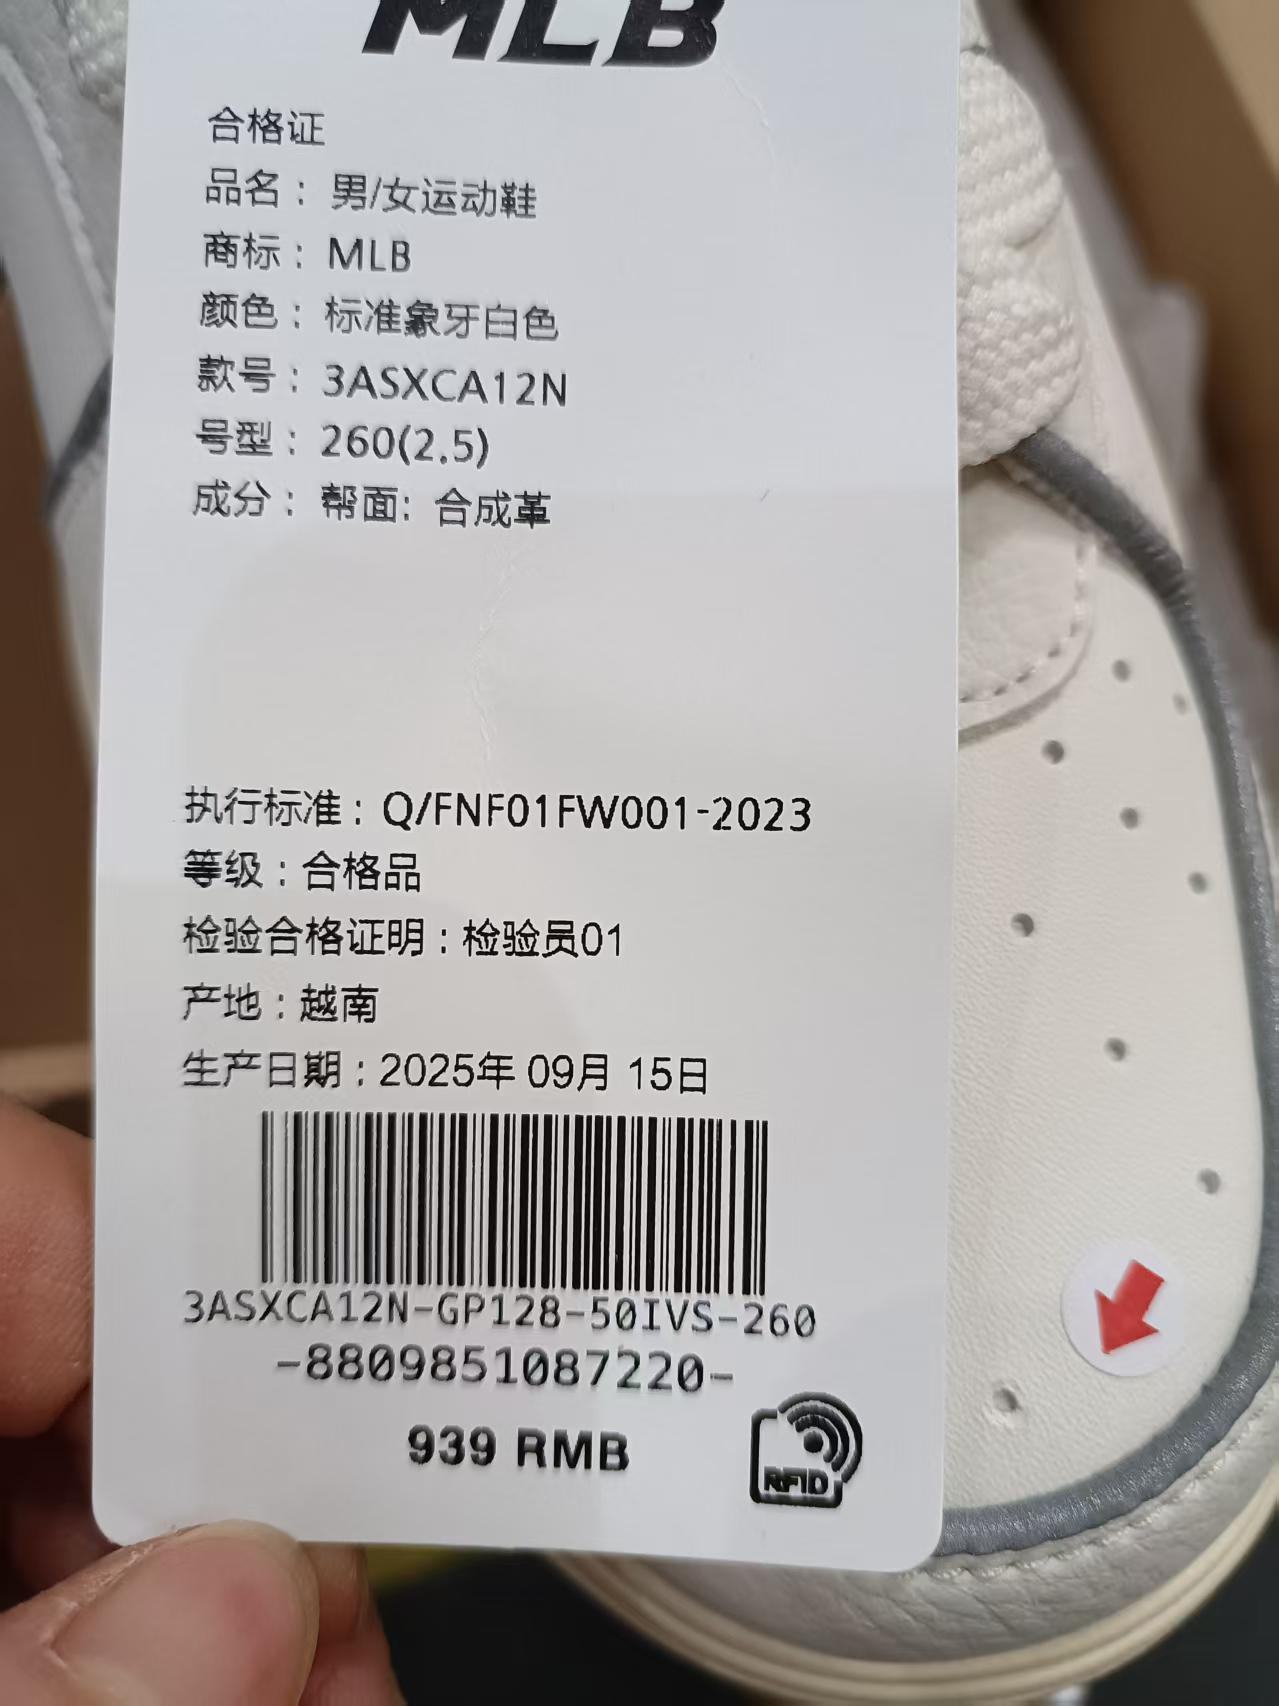 MLB
合格证
品名： 男/女运动鞋
商标： MLB
颜色： 标准象牙白色
款号： 3ASXCA12N
号型： 260(2.5)
成分： 帮面: 合成革
执行标准： Q/FNF01FW001-2023
等级：合格品
检验合格证明：检验员01
产地：越南
生产日期：2025年 09月 15日
3ASXCA12N-GP128-50IVS-260
-8809851087220-
939 RMB
RFID